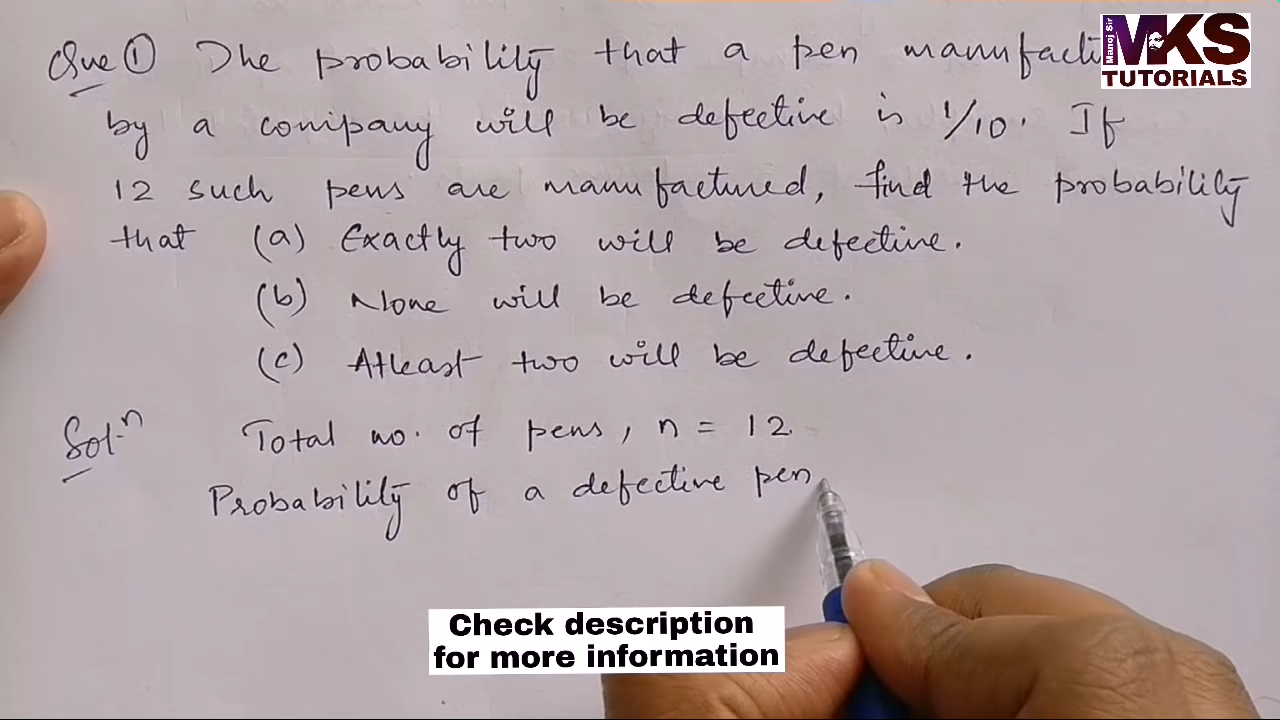 Que ① The probability that a pen
by a company will be defective is 1/10. If
12 such pens are manufactured, find the probability
that (a) Exactly two will be defective.
(b) None will be defective.
(c) Atleast two will be defective.
Sol.ⁿ Total no. of pens, n = 12.
Probability of a defective pen,
Manoj Sir
MKS
TUTORIALS
Check description
for more information